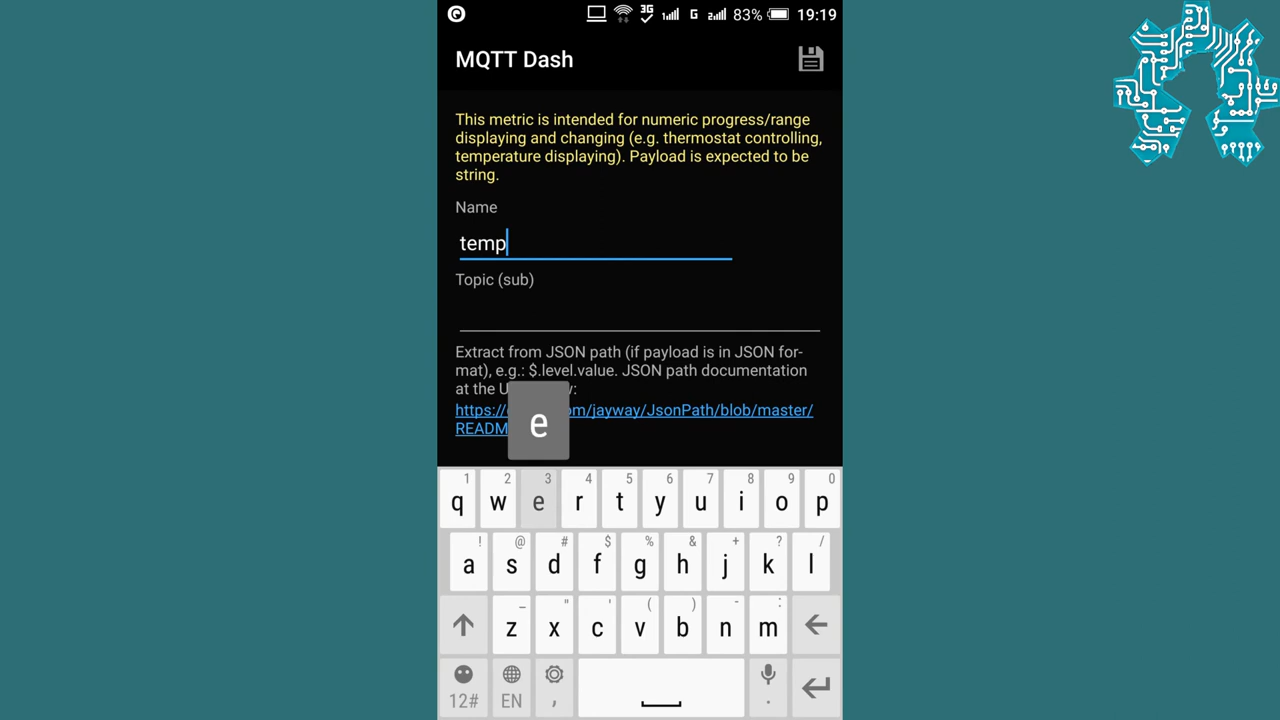 3G G 83% 19:19
MQTT Dash
This metric is intended for numeric progress/range
displaying and changing (e.g. thermostat controlling,
temperature displaying). Payload is expected to be
string.
Name
temp
Topic (sub)
Extract from JSON path (if payload is in JSON for-
mat), e.g.: $.level.value. JSON path documentation
at the U
https:// om/jayway/JsonPath/blob/master/
READM
e
1 2 3 4 5 6 7 8 9 0
q w e r t y u i o p
! @ # $ % & + ? /
a s d f g h j k l
_ " ' ( ) - :
z x c v b n m
12# EN , .